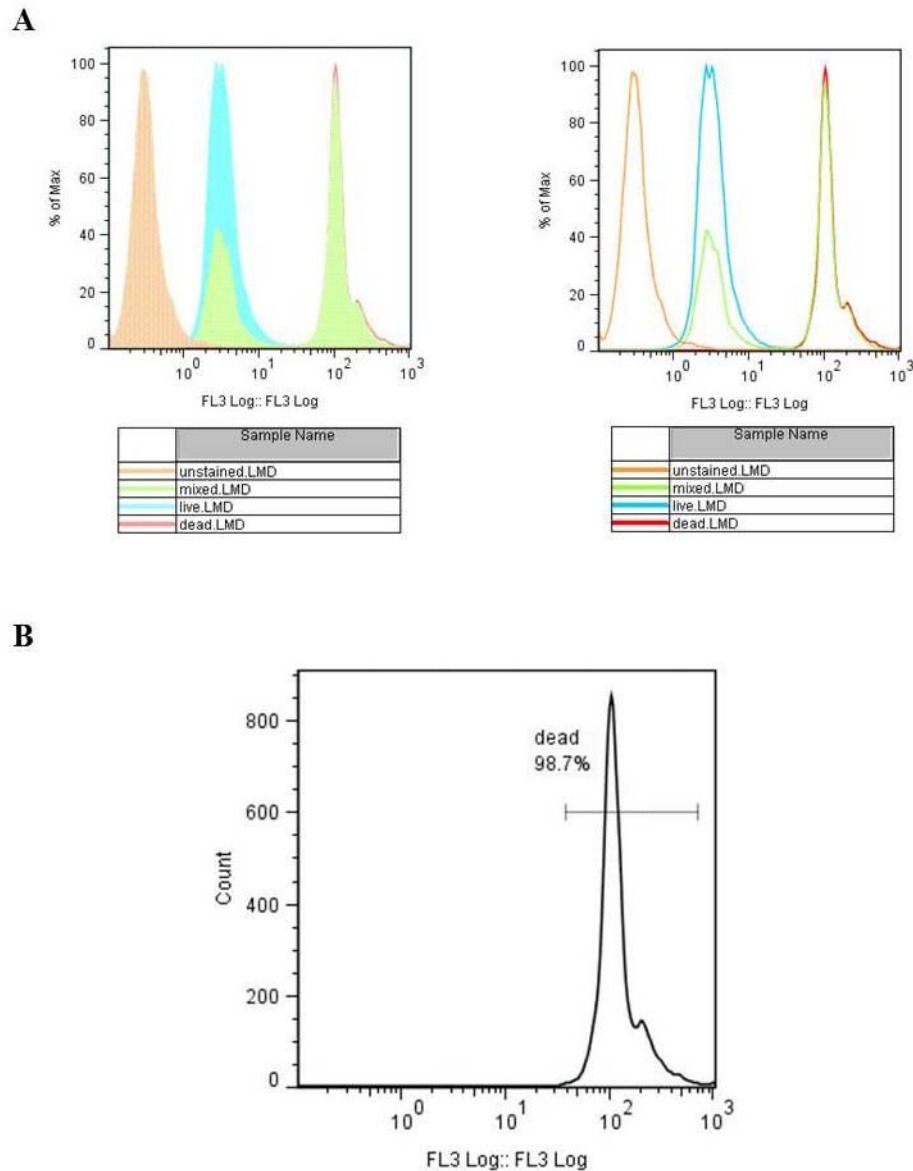 A
100
80
60
40
20
0
% of Max
10^0 10^1 10^2 10^3
FL3 Log:: FL3 Log
Sample Name
unstained.LMD
mixed.LMD
live.LMD
dead.LMD
100
80
60
40
20
0
% of Max
10^0 10^1 10^2 10^3
FL3 Log:: FL3 Log
Sample Name
unstained.LMD
mixed.LMD
live.LMD
dead.LMD
B
800
600
400
200
0
Count
dead
98.7%
10^0 10^1 10^2 10^3
FL3 Log:: FL3 Log